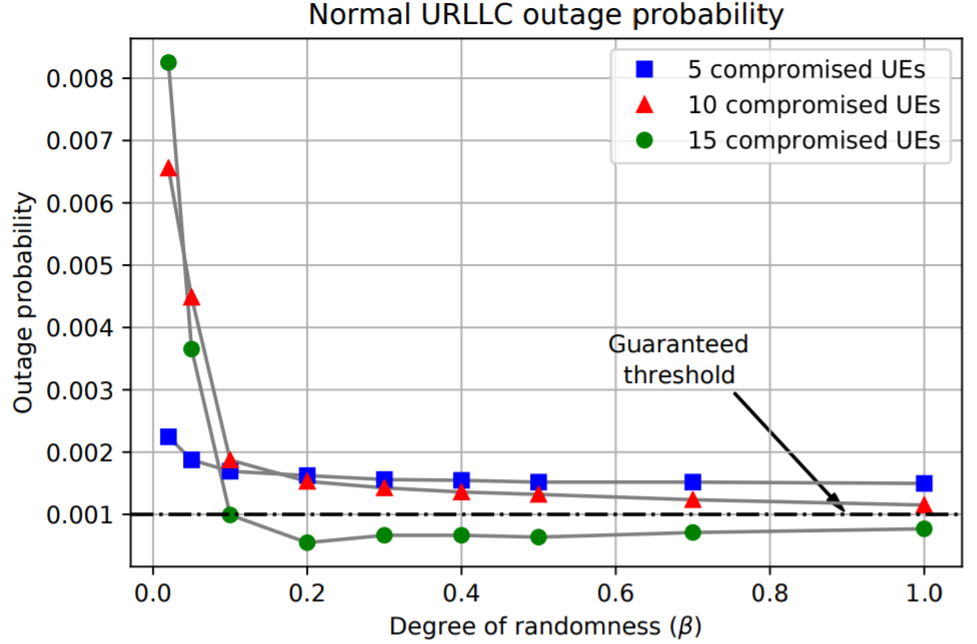 Normal URLLC outage probability
5 compromised UEs
10 compromised UEs
15 compromised UEs
Guaranteed
threshold
Outage probability
0.008
0.007
0.006
0.005
0.004
0.003
0.002
0.001
0.0
0.2
0.4
0.6
0.8
1.0
Degree of randomness (β)